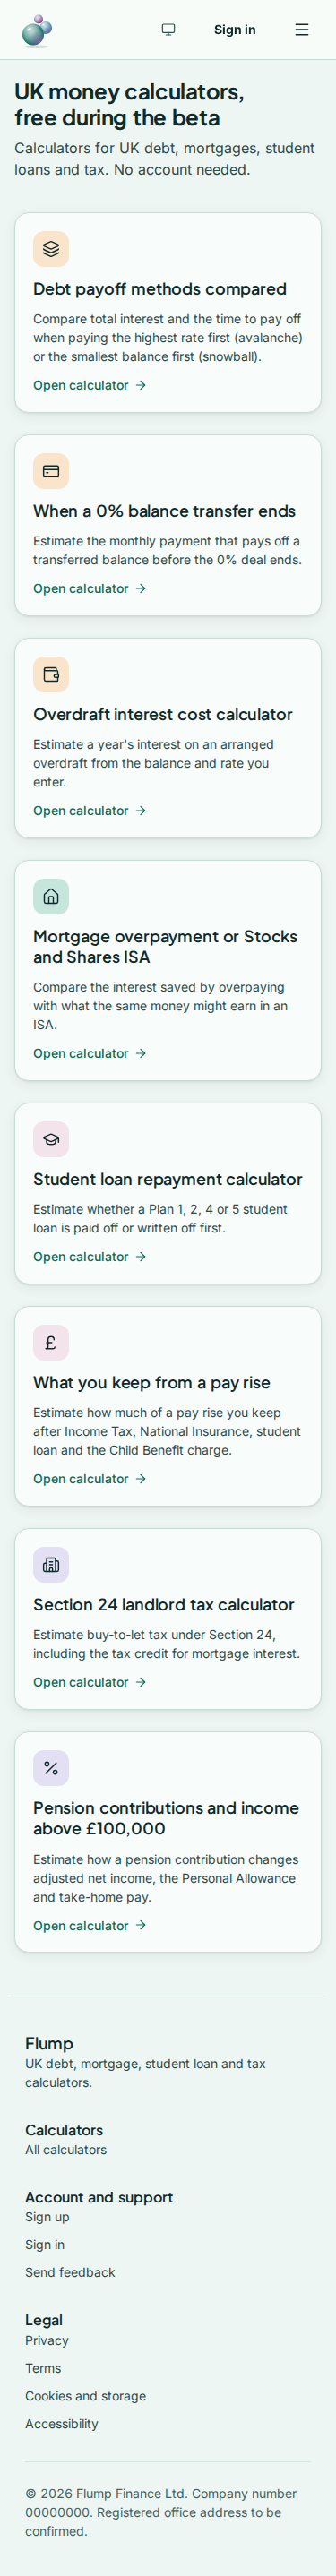 Sign in
UK money calculators,
free during the beta
Calculators for UK debt, mortgages, student
loans and tax. No account needed.
Debt payoff methods compared
Compare total interest and the time to pay off
when paying the highest rate first (avalanche)
or the smallest balance first (snowball).
Open calculator →
When a 0% balance transfer ends
Estimate the monthly payment that pays off a
transferred balance before the 0% deal ends.
Open calculator →
Overdraft interest cost calculator
Estimate a year's interest on an arranged
overdraft from the balance and rate you
enter.
Open calculator →
Mortgage overpayment or Stocks
and Shares ISA
Compare the interest saved by overpaying
with what the same money might earn in an
ISA.
Open calculator →
Student loan repayment calculator
Estimate whether a Plan 1, 2, 4 or 5 student
loan is paid off or written off first.
Open calculator →
£
What you keep from a pay rise
Estimate how much of a pay rise you keep
after Income Tax, National Insurance, student
loan and the Child Benefit charge.
Open calculator →
Section 24 landlord tax calculator
Estimate buy-to-let tax under Section 24,
including the tax credit for mortgage interest.
Open calculator →
%
Pension contributions and income
above £100,000
Estimate how a pension contribution changes
adjusted net income, the Personal Allowance
and take-home pay.
Open calculator →
Flump
UK debt, mortgage, student loan and tax
calculators.
Calculators
All calculators
Account and support
Sign up
Sign in
Send feedback
Legal
Privacy
Terms
Cookies and storage
Accessibility
© 2026 Flump Finance Ltd. Company number
00000000. Registered office address to be
confirmed.